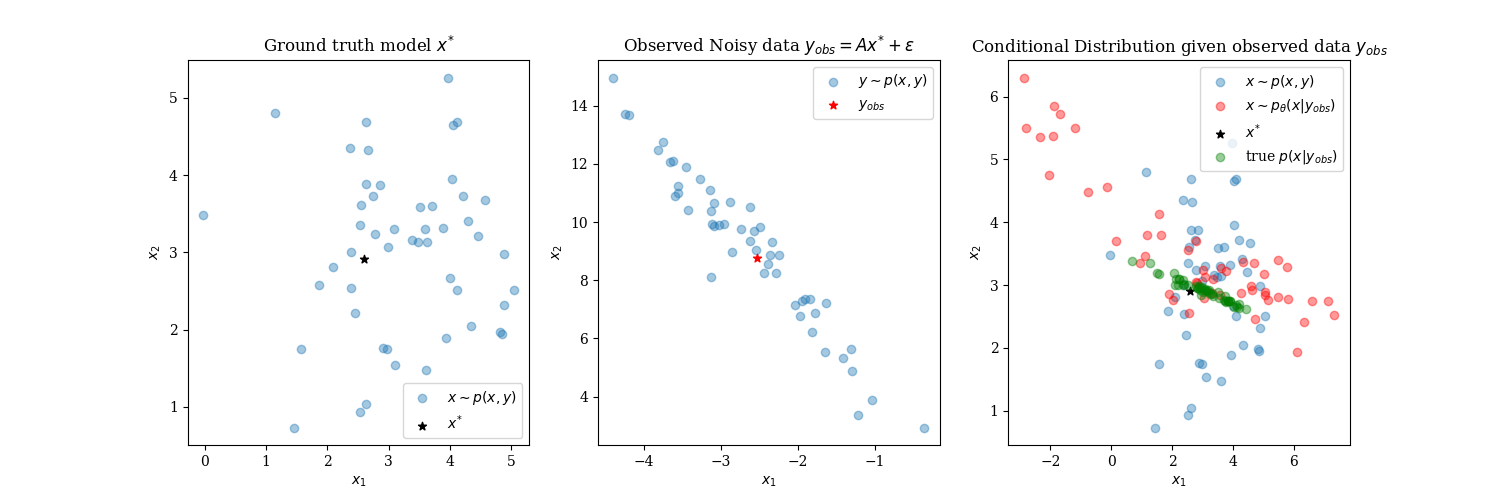 Ground truth model x*
5
4
3
2
1
x₂
0 1 2 3 4 5
x₁
x ~ p(x, y)
x*
Observed Noisy data y_obs = Ax* + ε
14
12
10
8
6
4
x₂
−4 −3 −2 −1
x₁
y ~ p(x, y)
y_obs
Conditional Distribution given observed data y_obs
6
5
4
3
2
1
x₂
−2 0 2 4 6
x₁
x ~ p(x, y)
x ~ p_θ(x|y_obs)
x*
true p(x|y_obs)